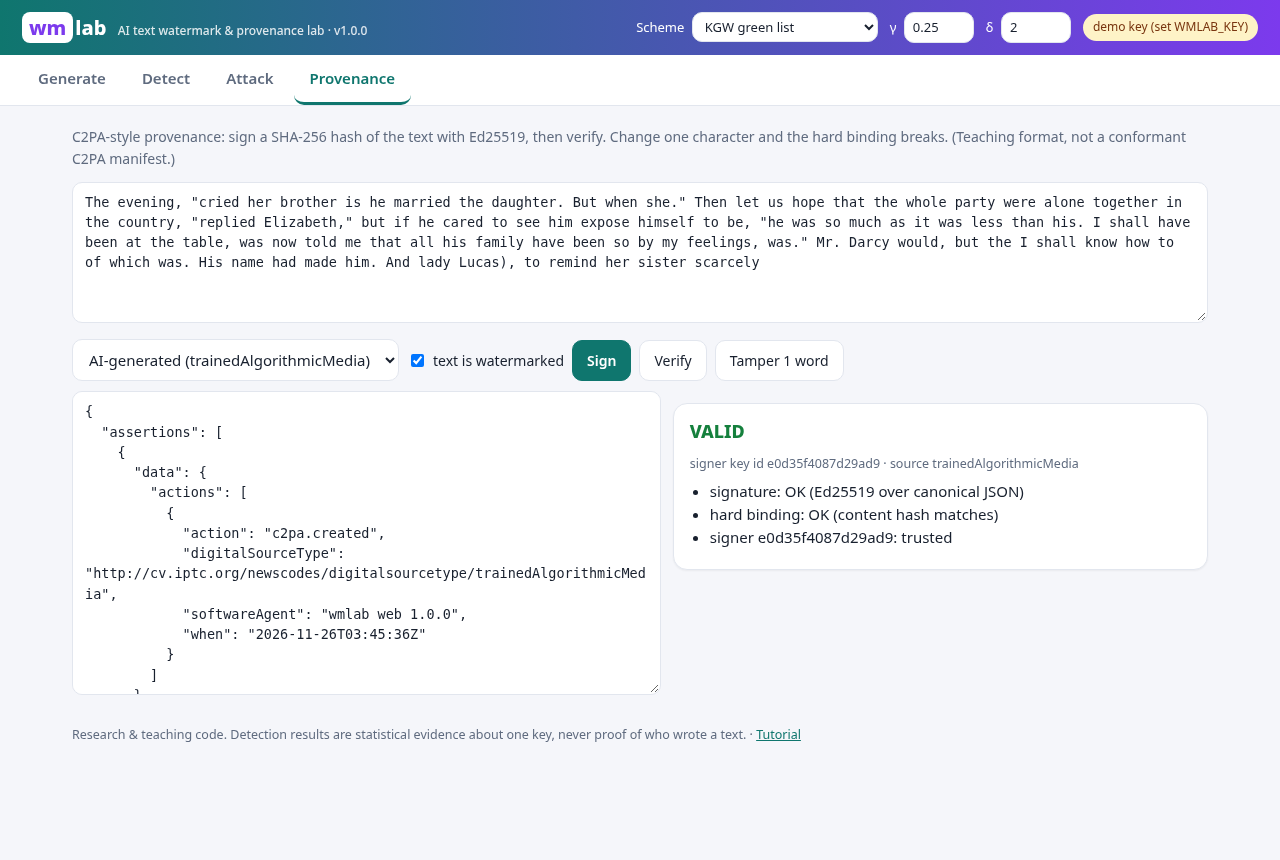 wm lab AI text watermark & provenance lab · v1.0.0 Scheme KGW green list γ 0.25 δ 2 demo key (set WMLAB_KEY)
Generate Detect Attack Provenance
C2PA-style provenance: sign a SHA-256 hash of the text with Ed25519, then verify. Change one character and the hard binding breaks. (Teaching format, not a conformant
C2PA manifest.)
The evening, "cried her brother is he married the daughter. But when she." Then let us hope that the whole party were alone together in
the country, "replied Elizabeth," but if he cared to see him expose himself to be, "he was so much as it was less than his. I shall have
been at the table, was now told me that all his family have been so by my feelings, was." Mr. Darcy would, but the I shall know how to
of which was. His name had made him. And lady Lucas), to remind her sister scarcely
AI-generated (trainedAlgorithmicMedia) text is watermarked Sign Verify Tamper 1 word
{
"assertions": [
{
"data": {
"actions": [
{
"action": "c2pa.created",
"digitalSourceType":
"http://cv.iptc.org/newscodes/digitalsourcetype/trainedAlgorithmicMed
ia",
"softwareAgent": "wmlab web 1.0.0",
"when": "2026-11-26T03:45:36Z"
}
]
}
VALID
signer key id e0d35f4087d29ad9 · source trainedAlgorithmicMedia
signature: OK (Ed25519 over canonical JSON)
hard binding: OK (content hash matches)
signer e0d35f4087d29ad9: trusted
Research & teaching code. Detection results are statistical evidence about one key, never proof of who wrote a text. · Tutorial